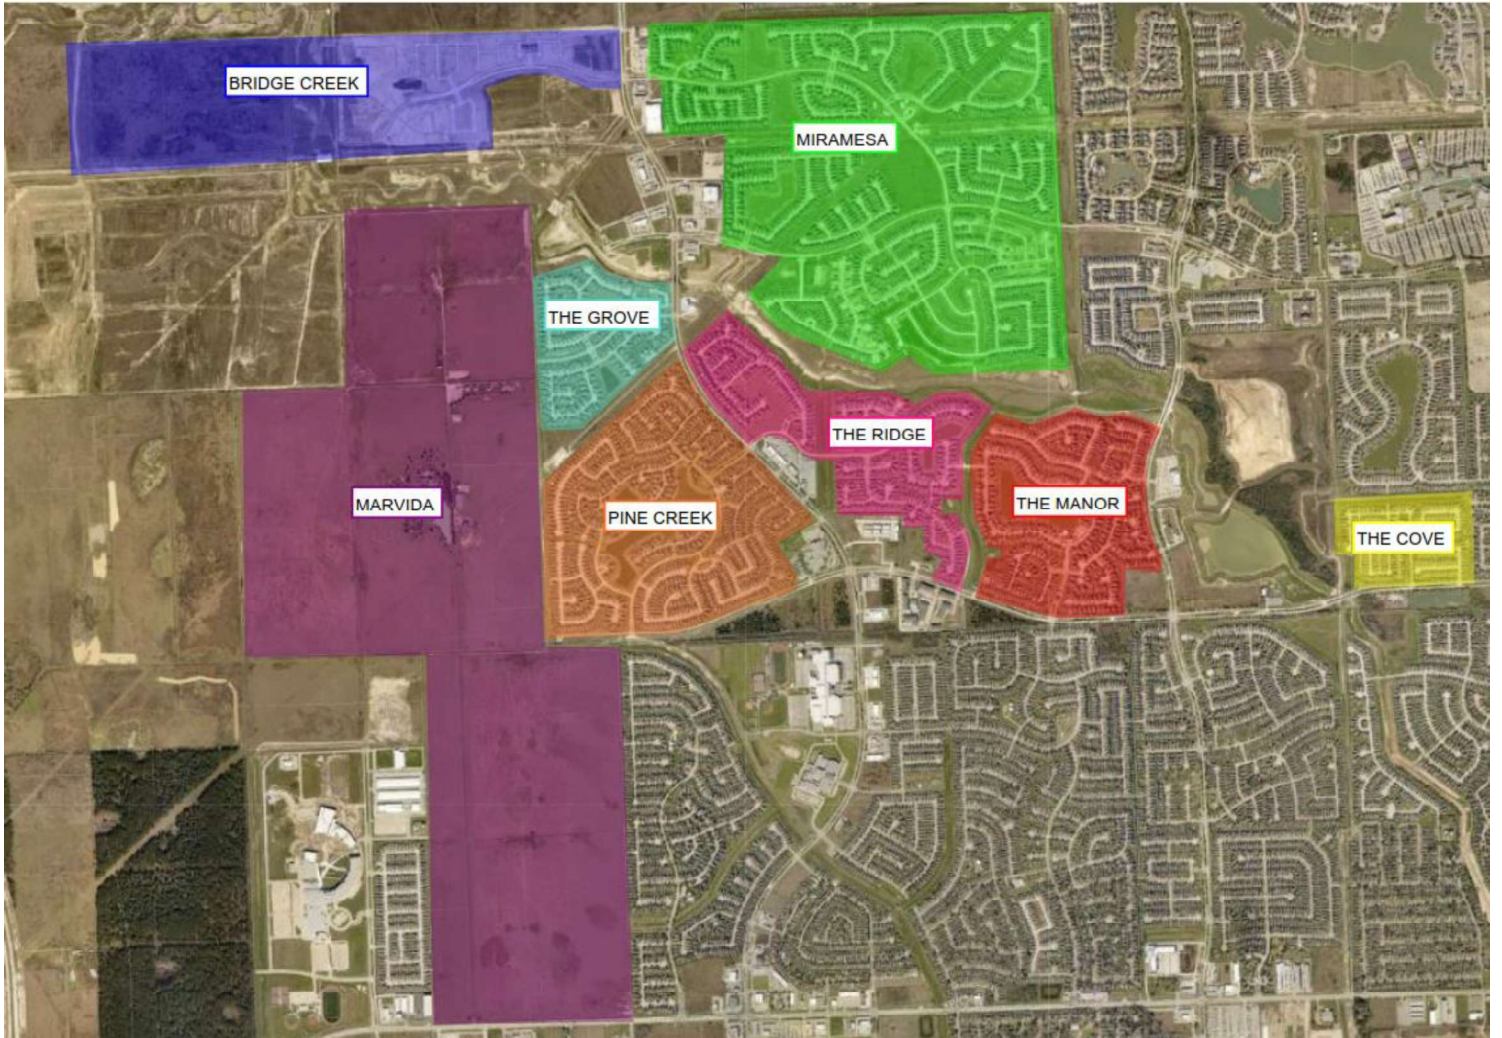 BRIDGE CREEK
MIRAMESA
THE GROVE
THE RIDGE
MARVIDA
PINE CREEK
THE MANOR
THE COVE